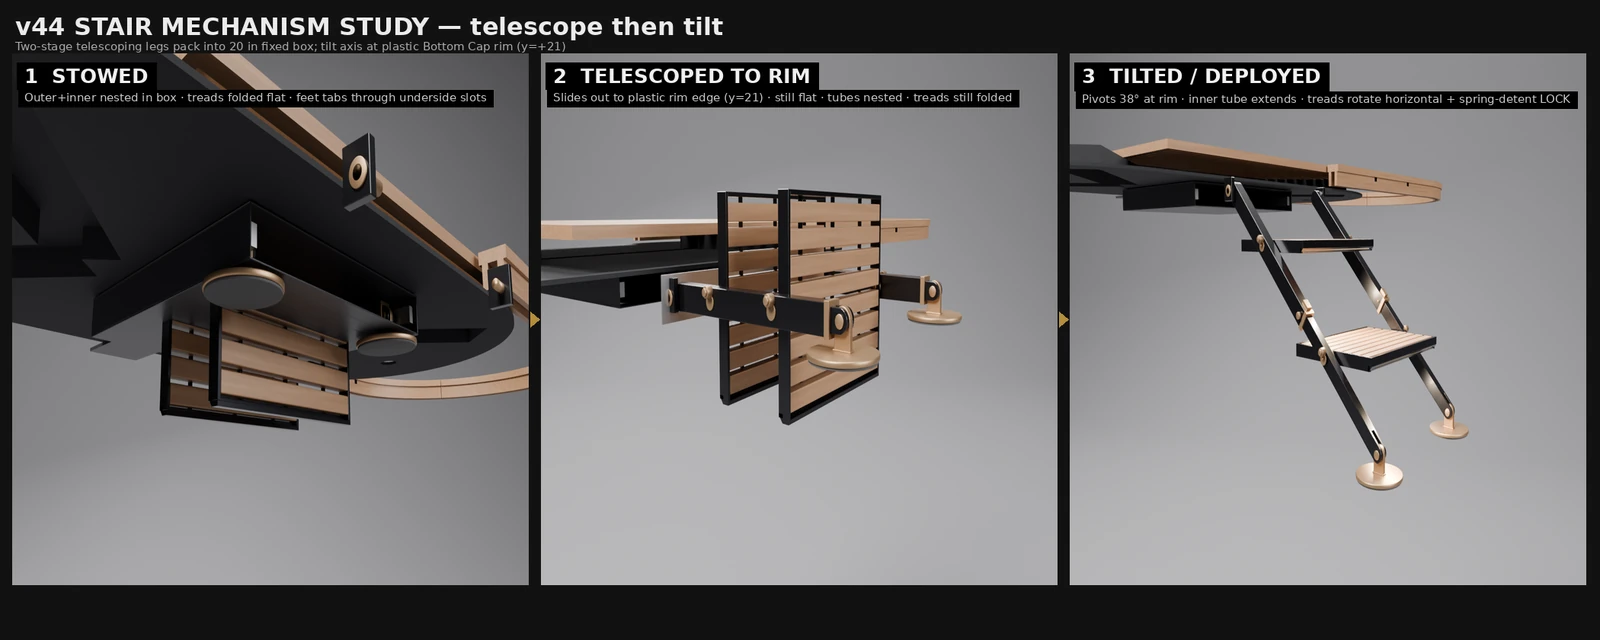 v44 STAIR MECHANISM STUDY — telescope then tilt
Two-stage telescoping legs pack into 20 in fixed box; tilt axis at plastic Bottom Cap rim (y=+21)
1 STOWED
Outer+inner nested in box · treads folded flat · feet tabs through underside slots
2 TELESCOPED TO RIM
Slides out to plastic rim edge (y=21) · still flat · tubes nested · treads still folded
3 TILTED / DEPLOYED
Pivots 38° at rim · inner tube extends · treads rotate horizontal + spring-detent LOCK